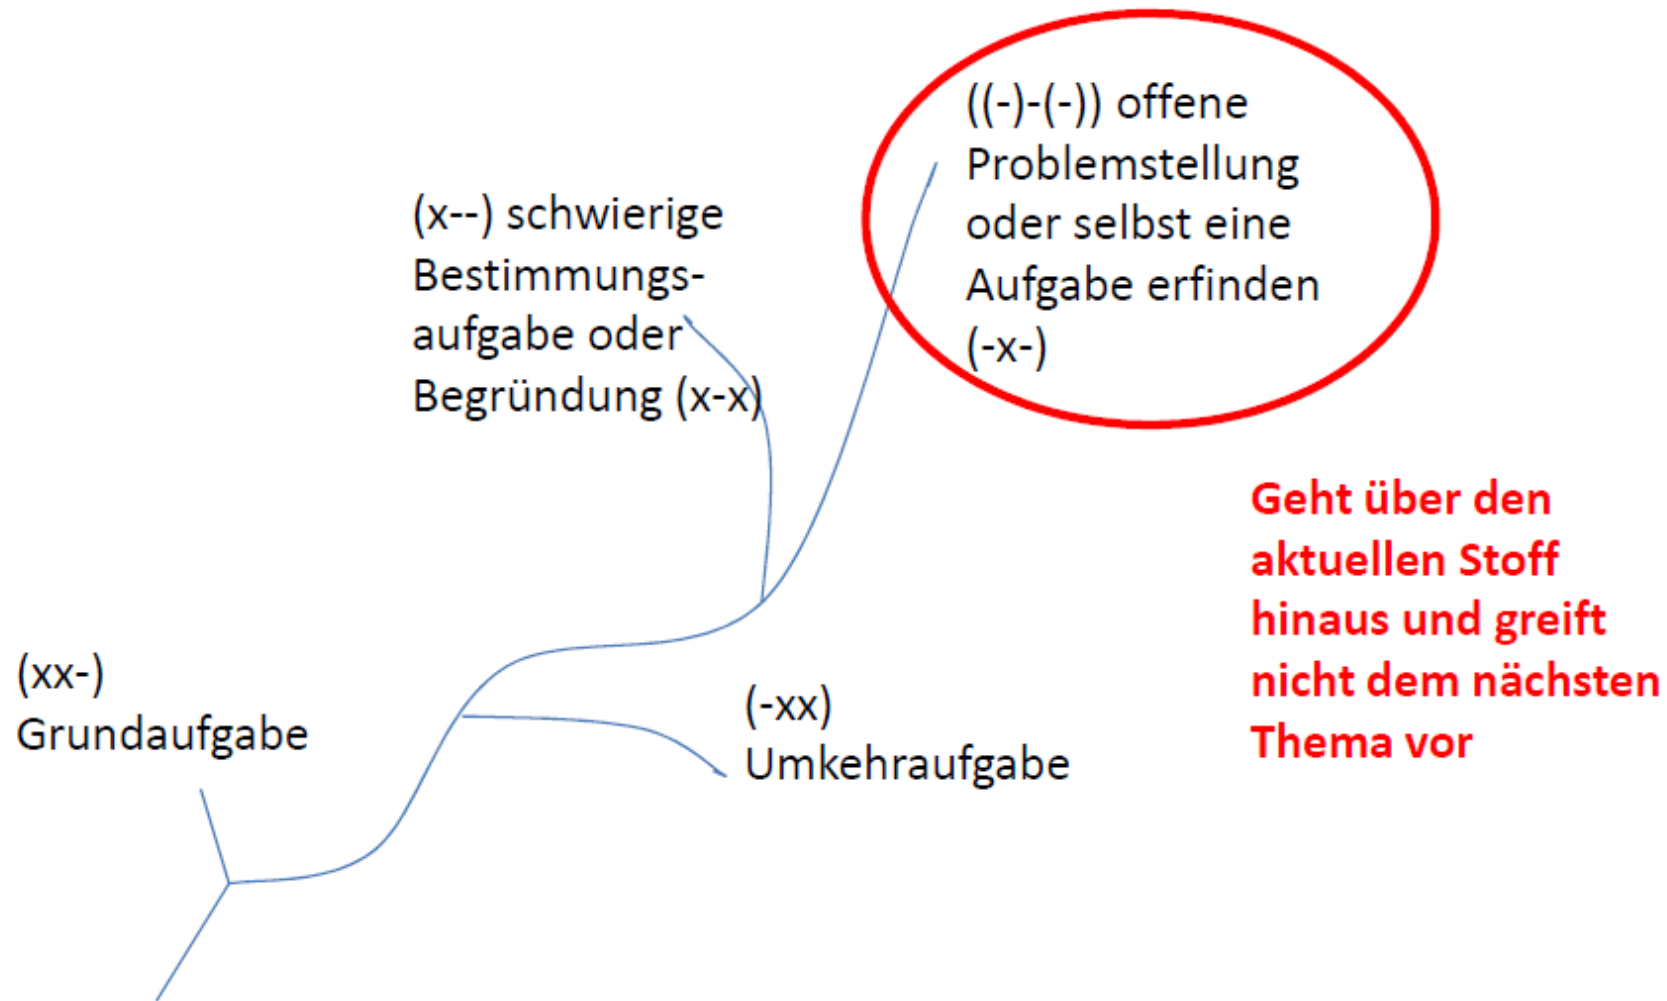 ((-)-(-)) offene
Problemstellung
oder selbst eine
Aufgabe erfinden
(-x-)
(x--) schwierige
Bestimmungs-
aufgabe oder
Begründung (x-x)
Geht über den
aktuellen Stoff
hinaus und greift
nicht dem nächsten
Thema vor
(xx-)
Grundaufgabe
(-xx)
Umkehraufgabe